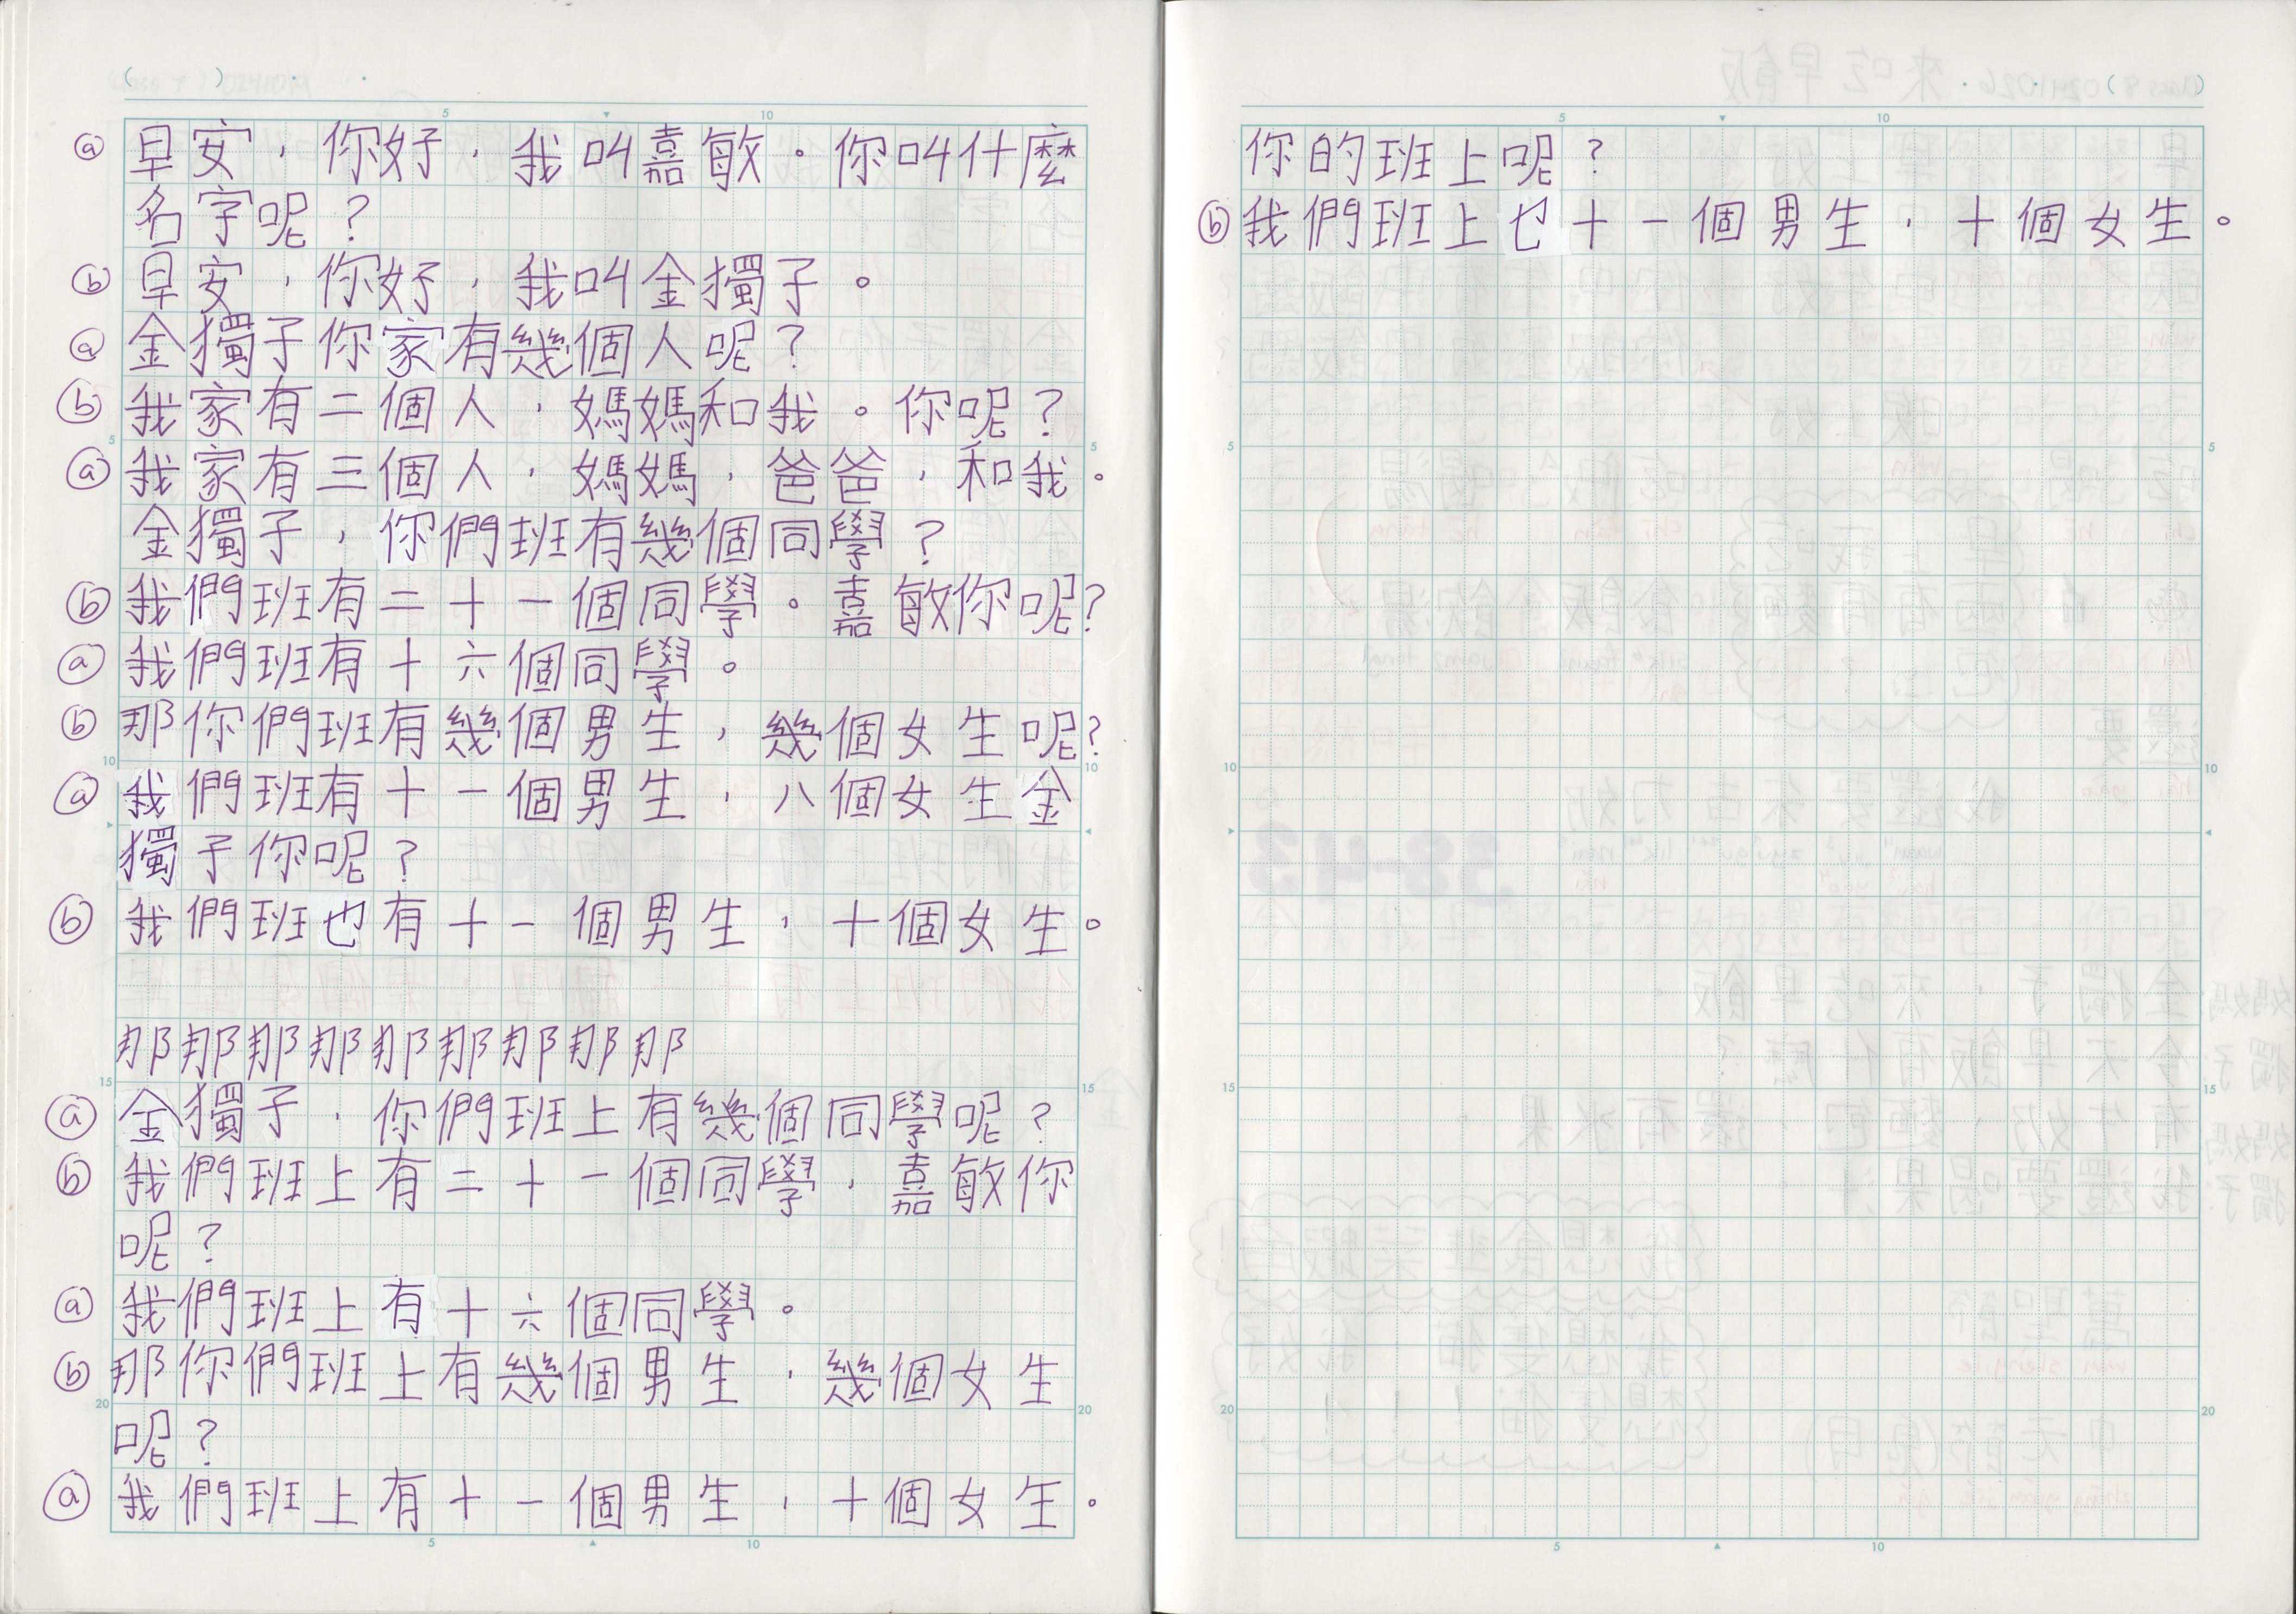 ⓐ 早安，你好，我叫嘉敏。你叫什麼
名字呢？
ⓑ 早安，你好，我叫金獨子。
ⓐ 金獨子你家有幾個人呢？
ⓑ 我家有二個人，媽媽和我。你呢？
ⓐ 我家有三個人，媽媽，爸爸，和我。
金獨子，你們班有幾個同學？
ⓑ 我們班有二十一個同學。嘉敏你呢？
ⓐ 我們班有十六個同學。
ⓑ 那你們班有幾個男生，幾個女生呢？
ⓐ 我們班有十一個男生，八個女生金
獨子你呢？
ⓑ 我們班也有十一個男生，十個女生。
那那那那那那那那那
ⓐ 金獨子，你們班上有幾個同學呢？
ⓑ 我們班上有二十一個同學，嘉敏你
呢？
ⓐ 我們班上有十六個同學。
ⓑ 那你們班上有幾個男生，幾個女生
呢？
ⓐ 我們班上有十一個男生，十個女生。
你的班上呢？
ⓑ 我們班上也十一個男生，十個女生。